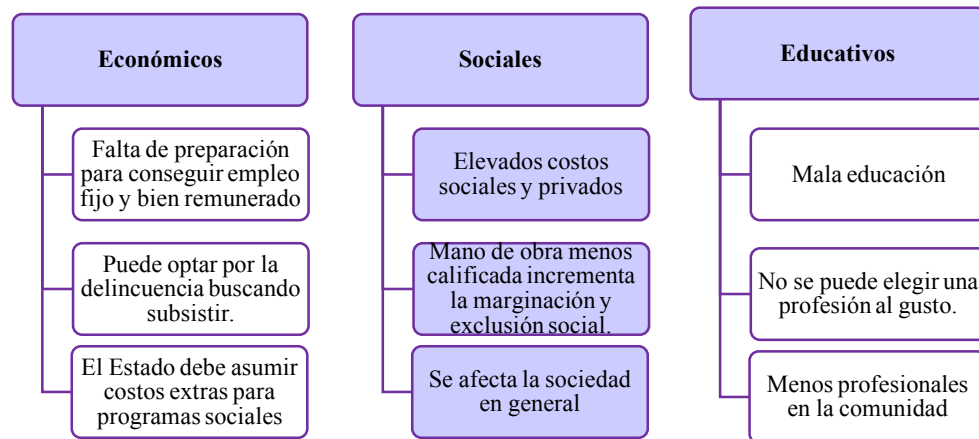 Económicos
Falta de preparación
para conseguir empleo
fijo y bien remunerado
Puede optar por la
delincuencia buscando
subsistir.
El Estado debe asumir
costos extras para
programas sociales
Sociales
Elevados costos
sociales y privados
Mano de obra menos
calificada incrementa
la marginación y
exclusión social.
Se afecta la sociedad
en general
Educativos
Mala educación
No se puede elegir una
profesión al gusto.
Menos profesionales
en la comunidad